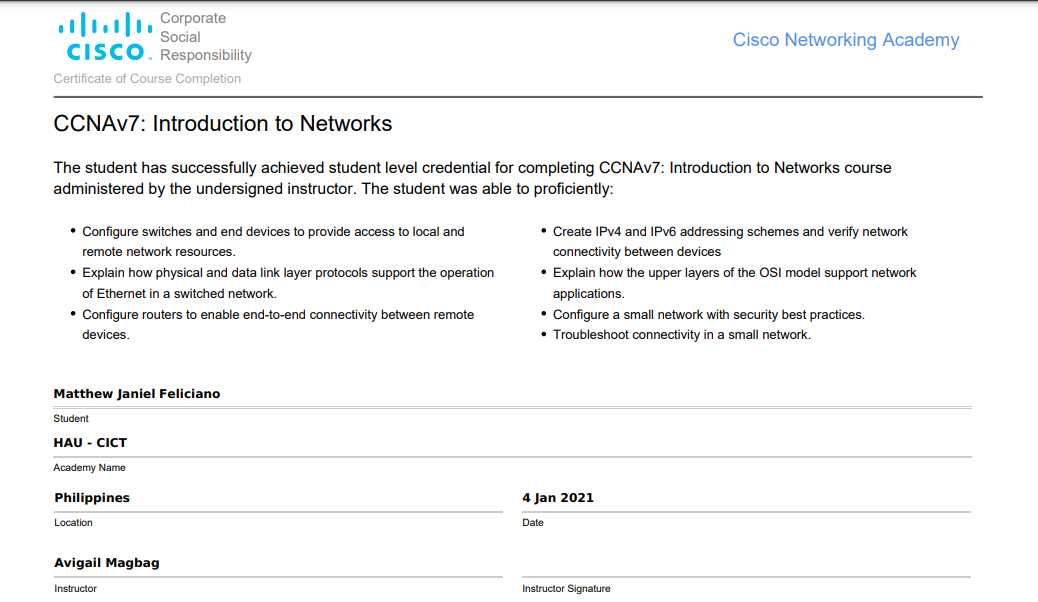 Corporate
Social
Responsibility
CISCO™
Cisco Networking Academy
Certificate of Course Completion
CCNAv7: Introduction to Networks
The student has successfully achieved student level credential for completing CCNAv7: Introduction to Networks course
administered by the undersigned instructor. The student was able to proficiently:
• Configure switches and end devices to provide access to local and
remote network resources.
• Explain how physical and data link layer protocols support the operation
of Ethernet in a switched network.
• Configure routers to enable end-to-end connectivity between remote
devices.
• Create IPv4 and IPv6 addressing schemes and verify network
connectivity between devices
• Explain how the upper layers of the OSI model support network
applications.
• Configure a small network with security best practices.
• Troubleshoot connectivity in a small network.
Matthew Janiel Feliciano
Student
HAU - CICT
Academy Name
Philippines
Location
4 Jan 2021
Date
Avigail Magbag
Instructor
Instructor Signature